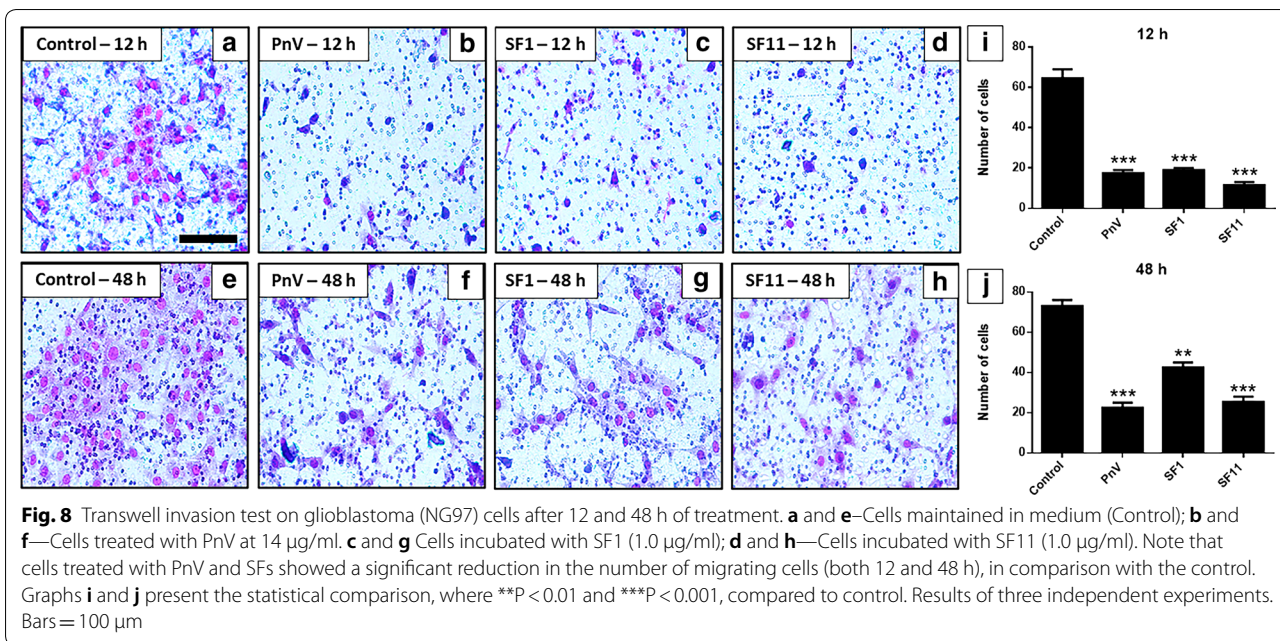 Control – 12 h a
PnV – 12 h b
SF1 – 12 h c
SF11 – 12 h d
i
12 h
Number of cells
80
60
40
20
0
***
***
***
Control
PnV
SF1
SF11
Control – 48 h e
PnV – 48 h f
SF1 – 48 h g
SF11 – 48 h h
j
48 h
Number of cells
80
60
40
20
0
***
**
***
Control
PnV
SF1
SF11
Fig. 8 Transwell invasion test on glioblastoma (NG97) cells after 12 and 48 h of treatment. a and e–Cells maintained in medium (Control); b and
f—Cells treated with PnV at 14 µg/ml. c and g Cells incubated with SF1 (1.0 µg/ml); d and h—Cells incubated with SF11 (1.0 µg/ml). Note that
cells treated with PnV and SFs showed a significant reduction in the number of migrating cells (both 12 and 48 h), in comparison with the control.
Graphs i and j present the statistical comparison, where **P < 0.01 and ***P < 0.001, compared to control. Results of three independent experiments.
Bars = 100 µm